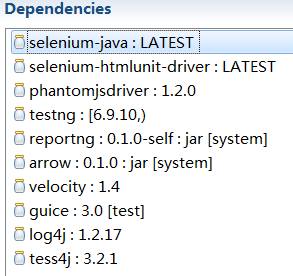 Dependencies
selenium-java : LATEST
selenium-htmlunit-driver : LATEST
phantomjsdriver : 1.2.0
testng : [6.9.10,)
reportng : 0.1.0-self : jar [system]
arrow : 0.1.0 : jar [system]
velocity : 1.4
guice : 3.0 [test]
log4j : 1.2.17
tess4j : 3.2.1